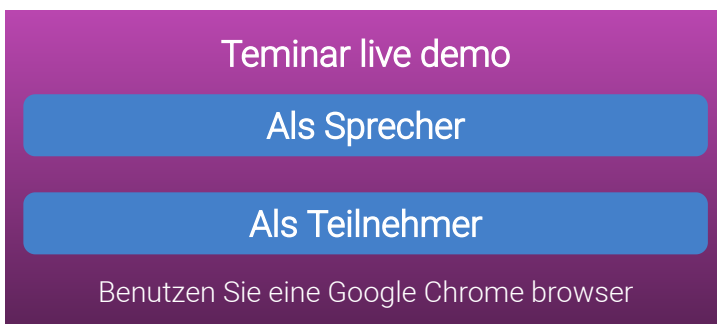 Teminar live demo
Als Sprecher
Als Teilnehmer
Benutzen Sie eine Google Chrome browser